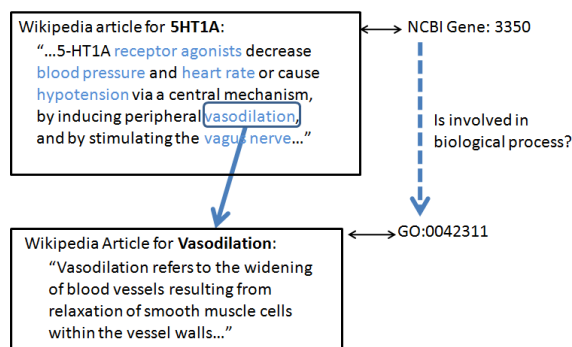 Wikipedia article for 5HT1A:
“...5-HT1A receptor agonists decrease
blood pressure and heart rate or cause
hypotension via a central mechanism,
by inducing peripheral vasodilation,
and by stimulating the vagus nerve...”
NCBI Gene: 3350
Is involved in
biological process?
GO:0042311
Wikipedia Article for Vasodilation:
“Vasodilation refers to the widening
of blood vessels resulting from
relaxation of smooth muscle cells
within the vessel walls...”